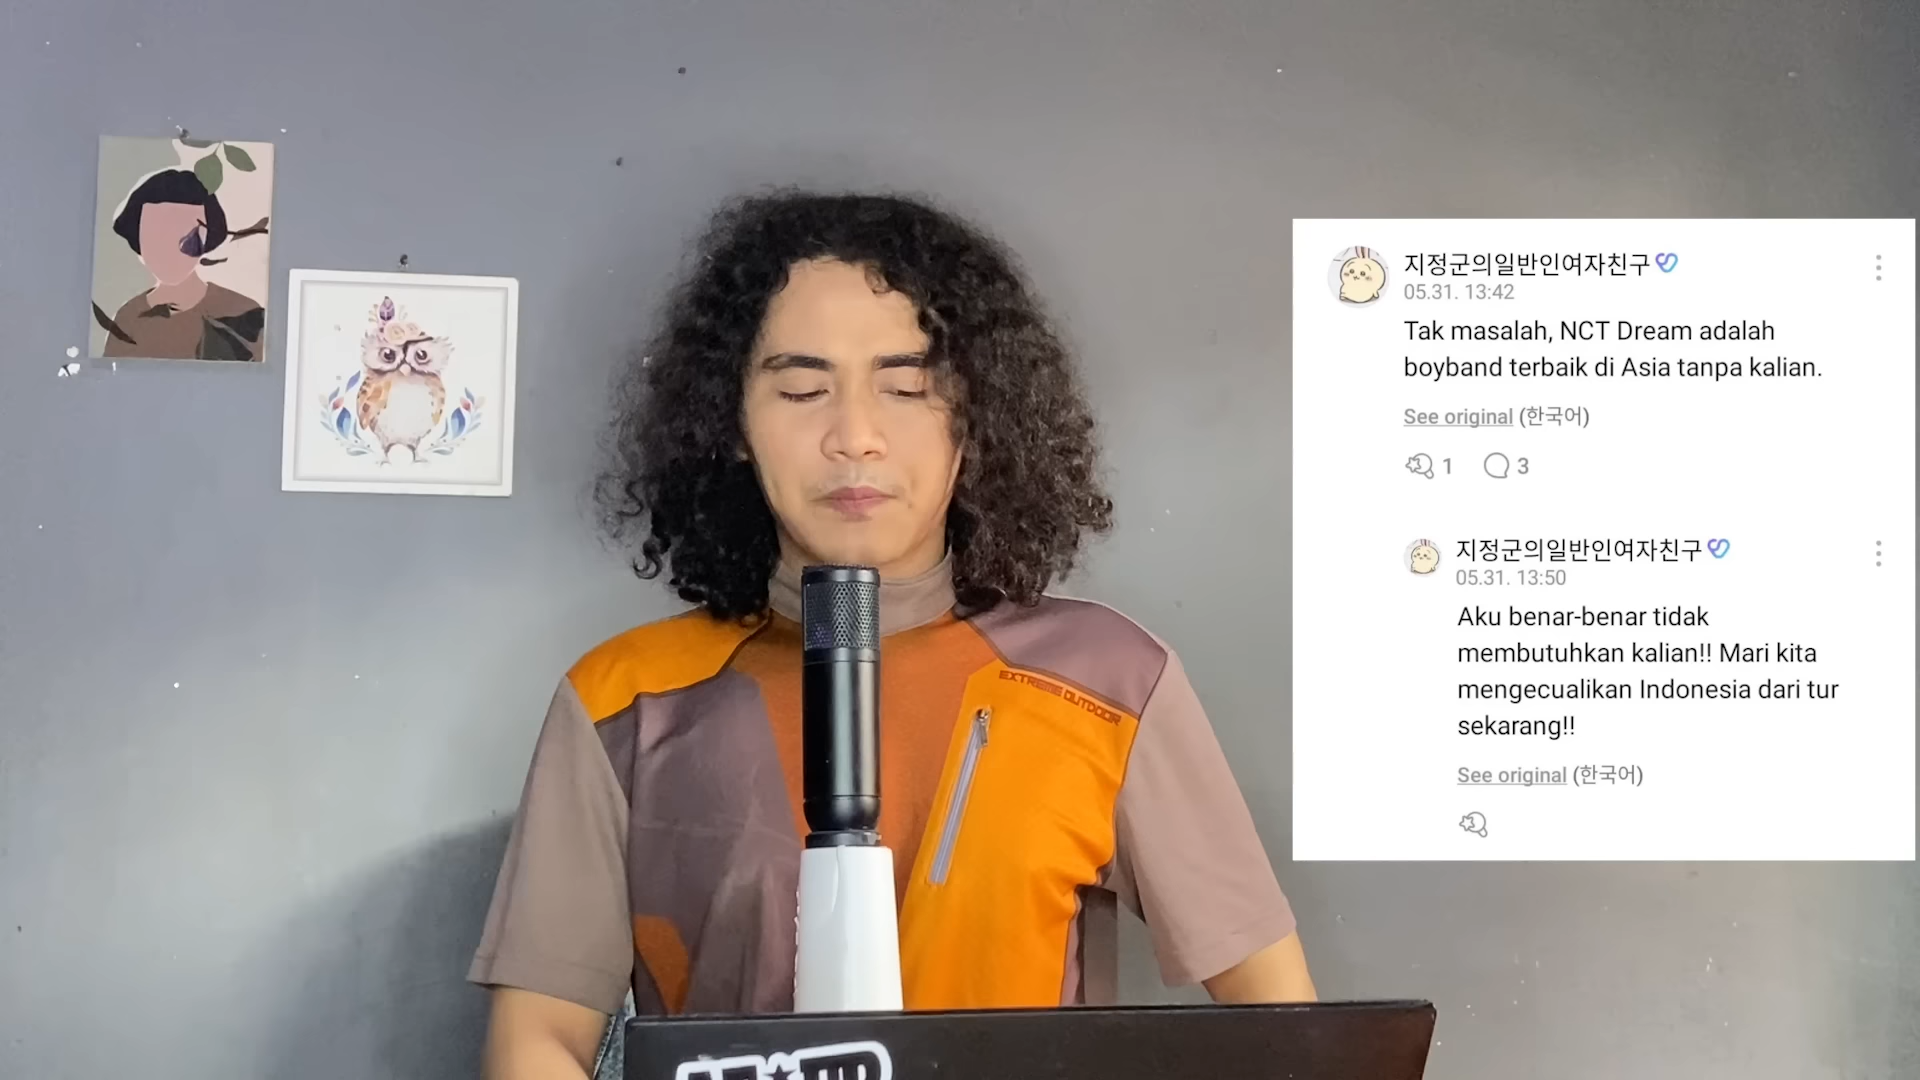 지정군의일반인여자친구
05.31. 13:42
Tak masalah, NCT Dream adalah
boyband terbaik di Asia tanpa kalian.
See original (한국어)
1 3
지정군의일반인여자친구
05.31. 13:50
Aku benar-benar tidak
membutuhkan kalian!! Mari kita
mengecualikan Indonesia dari tur
sekarang!!
See original (한국어)
EXTREME OUTDOOR